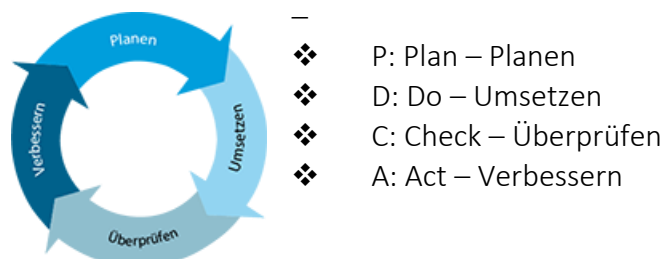 Planen
Umsetzen
Überprüfen
Verbessern
–
❖ P: Plan – Planen
❖ D: Do – Umsetzen
❖ C: Check – Überprüfen
❖ A: Act – Verbessern